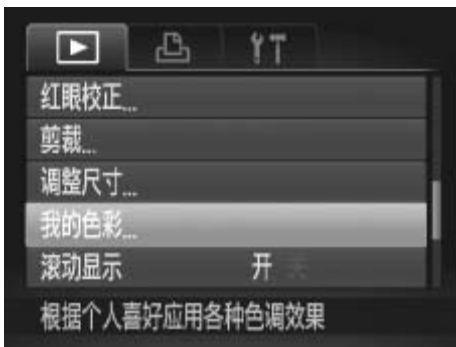 红眼校正...
剪裁...
调整尺寸...
我的色彩...
滚动显示 开 关
根据个人喜好应用各种色调效果